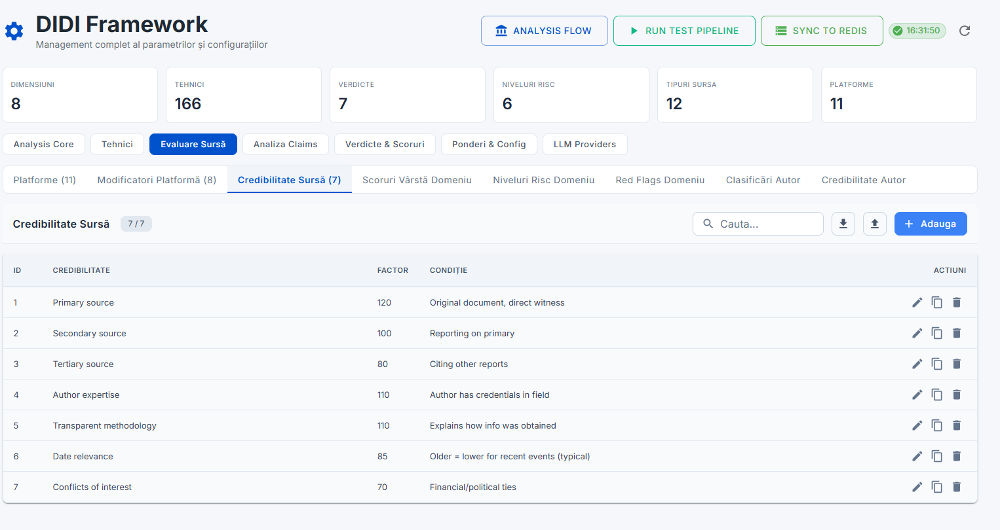 DIDI Framework
Management complet al parametrilor și configurațiilor
ANALYSIS FLOW
RUN TEST PIPELINE
SYNC TO REDIS
16:31:50
DIMENSIUNI
8
TEHNICI
166
VERDICTE
7
NIVELURI RISC
6
TIPURI SURSA
12
PLATFORME
11
Analysis Core
Tehnici
Evaluare Sursă
Analiza Claims
Verdicte & Scoruri
Ponderi & Config
LLM Providers
Platforme (11)
Modificatori Platformă (8)
Credibilitate Sursă (7)
Scoruri Vârstă Domeniu
Niveluri Risc Domeniu
Red Flags Domeniu
Clasificări Autor
Credibilitate Autor
Credibilitate Sursă
7 / 7
Cauta...
Adauga
ID CREDIBILITATE FACTOR CONDIȚIE ACTIUNI
1 Primary source 120 Original document, direct witness
2 Secondary source 100 Reporting on primary
3 Tertiary source 80 Citing other reports
4 Author expertise 110 Author has credentials in field
5 Transparent methodology 110 Explains how info was obtained
6 Date relevance 85 Older = lower for recent events (typical)
7 Conflicts of interest 70 Financial/political ties